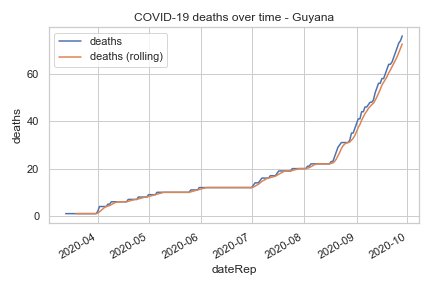 COVID-19 deaths over time - Guyana
deaths
deaths (rolling)
60
40
20
0
deaths
2020-04
2020-05
2020-06
2020-07
2020-08
2020-09
2020-10
dateRep